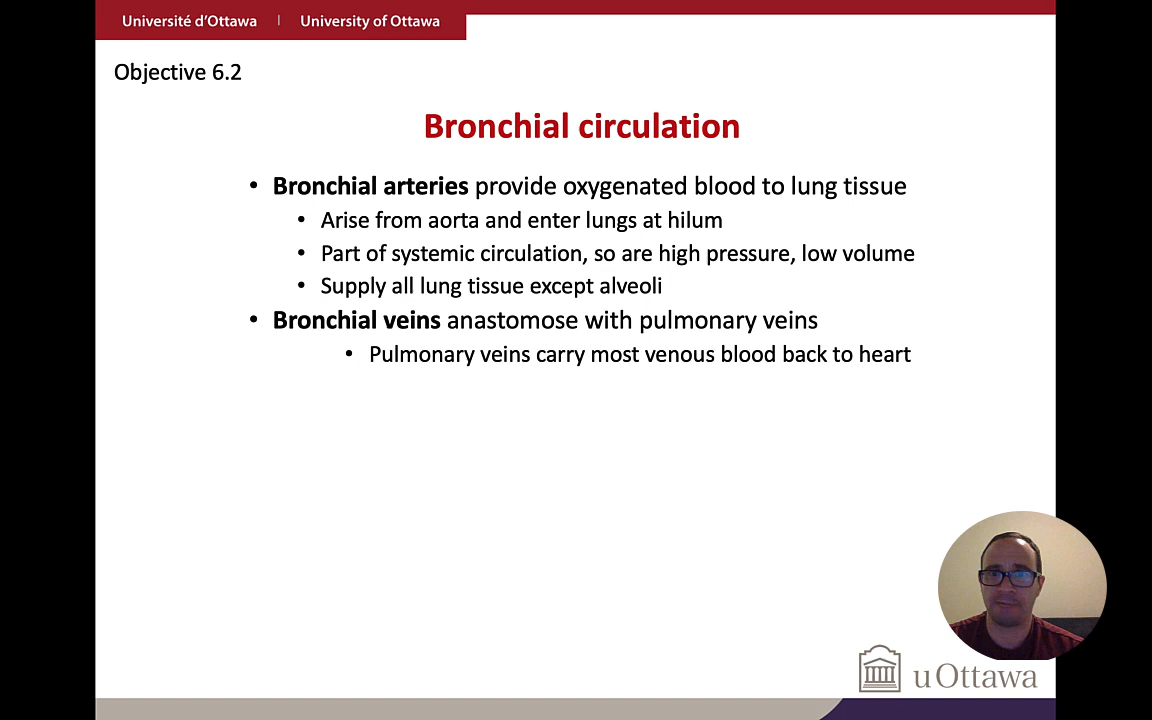 Université d'Ottawa | University of Ottawa
Objective 6.2
Bronchial circulation
• Bronchial arteries provide oxygenated blood to lung tissue
• Arise from aorta and enter lungs at hilum
• Part of systemic circulation, so are high pressure, low volume
• Supply all lung tissue except alveoli
• Bronchial veins anastomose with pulmonary veins
• Pulmonary veins carry most venous blood back to heart
uOttawa